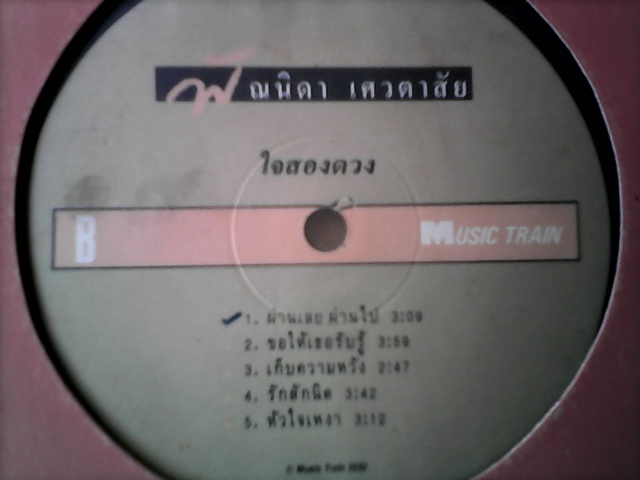 พั ณนิดา เศวตาสัย
ใจสองดวง
B MUSIC TRAIN
1. ผ่านเลย ผ่านไป 3:09
2. ขอให้เธอรับรู้ 3:59
3. เก็บความหวัง 2:47
4. รักสักนิด 3:42
5. หัวใจเหงา 3:12
© Music Train